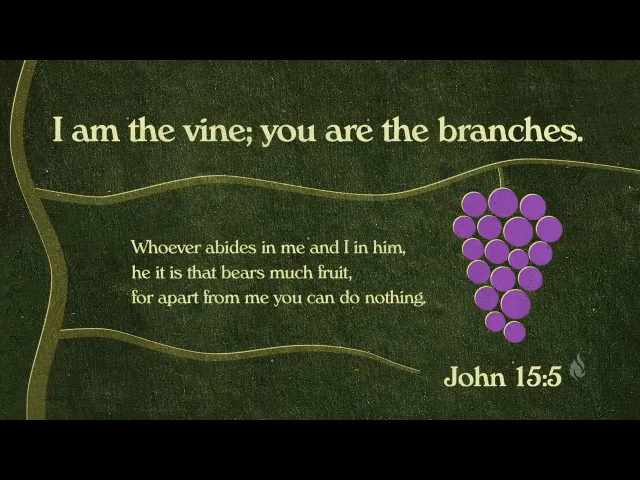 I am the vine; you are the branches.
Whoever abides in me and I in him,
he it is that bears much fruit,
for apart from me you can do nothing.
John 15:5